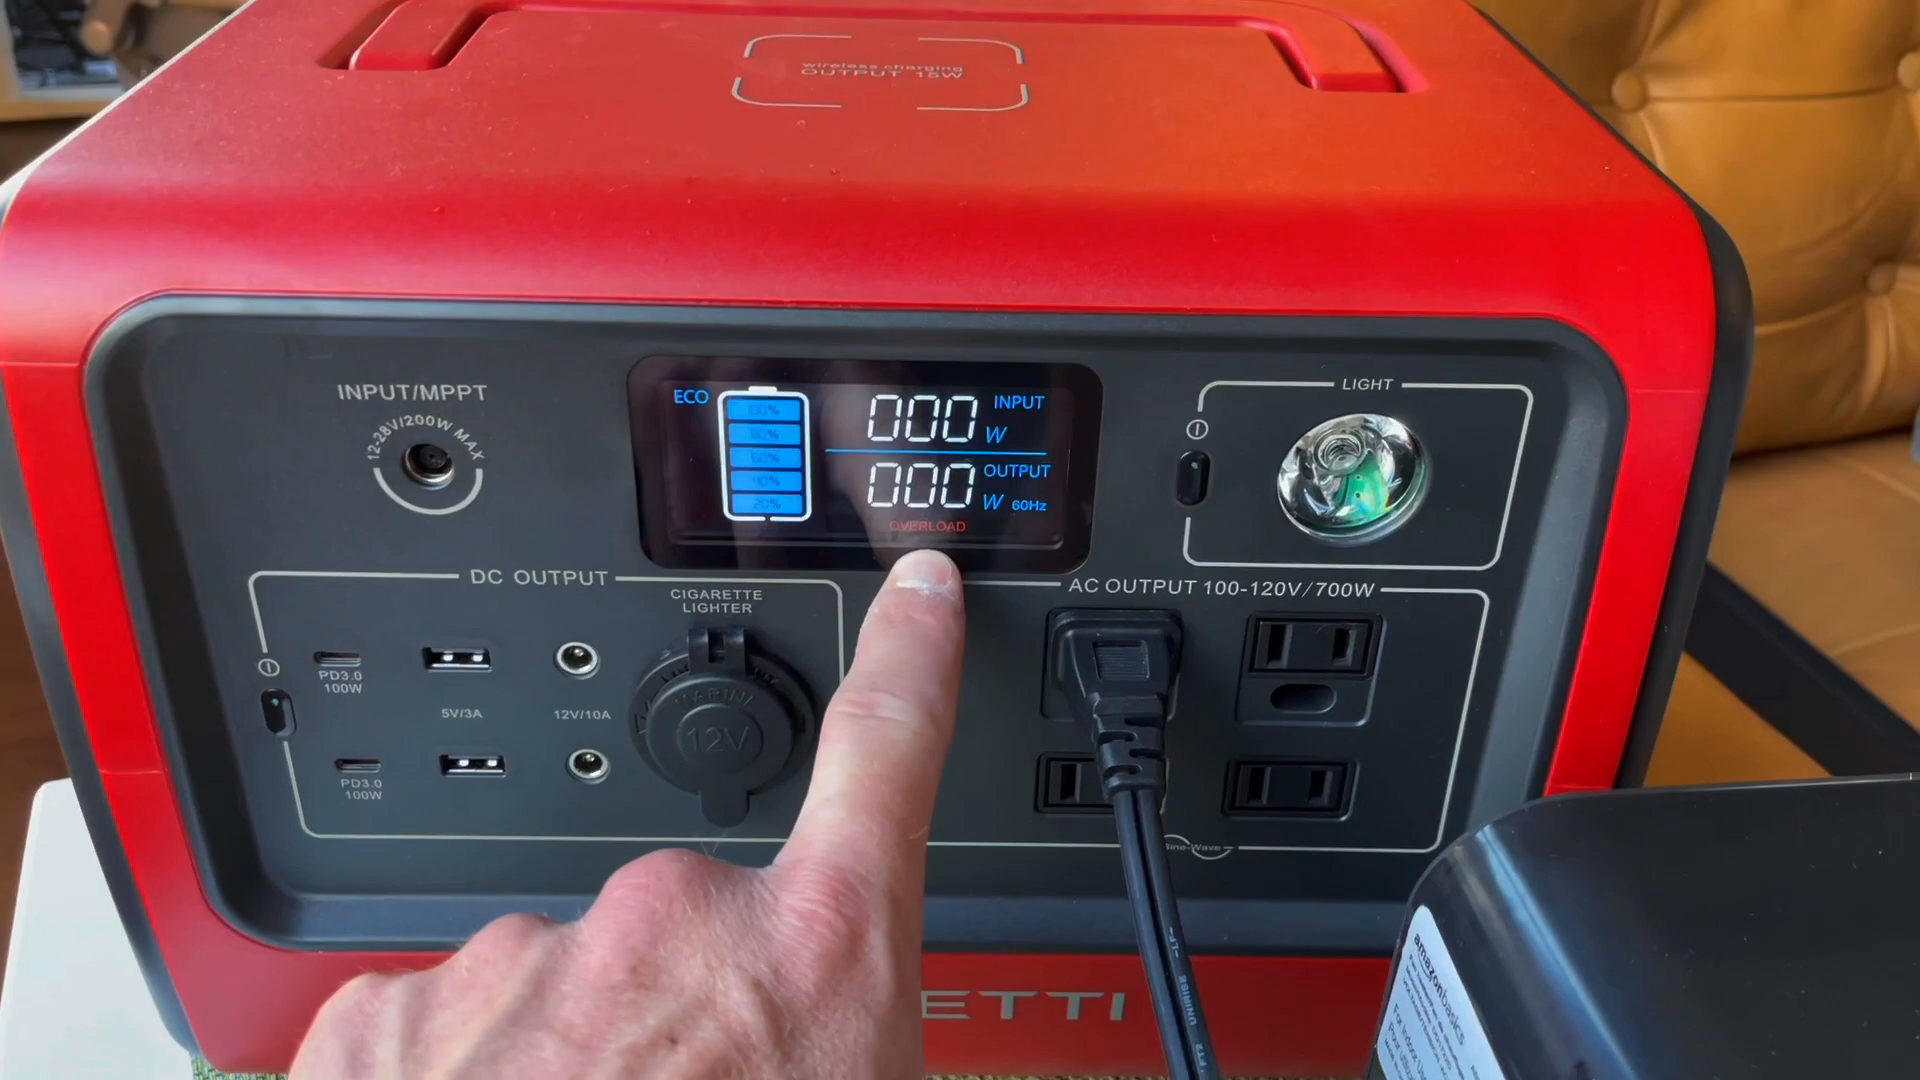 wireless charging
OUTPUT 15W
INPUT/MPPT
12-28V/200W MAX
ECO
100%
80%
60%
40%
20%
000 INPUT
W
000 OUTPUT
W 60Hz
OVERLOAD
LIGHT
DC OUTPUT
CIGARETTE
LIGHTER
AC OUTPUT 100-120V/700W
PD3.0
100W
5V/3A
12V/10A
12V
PD3.0
100W
Sine-Wave
ETTI
amazonbasics